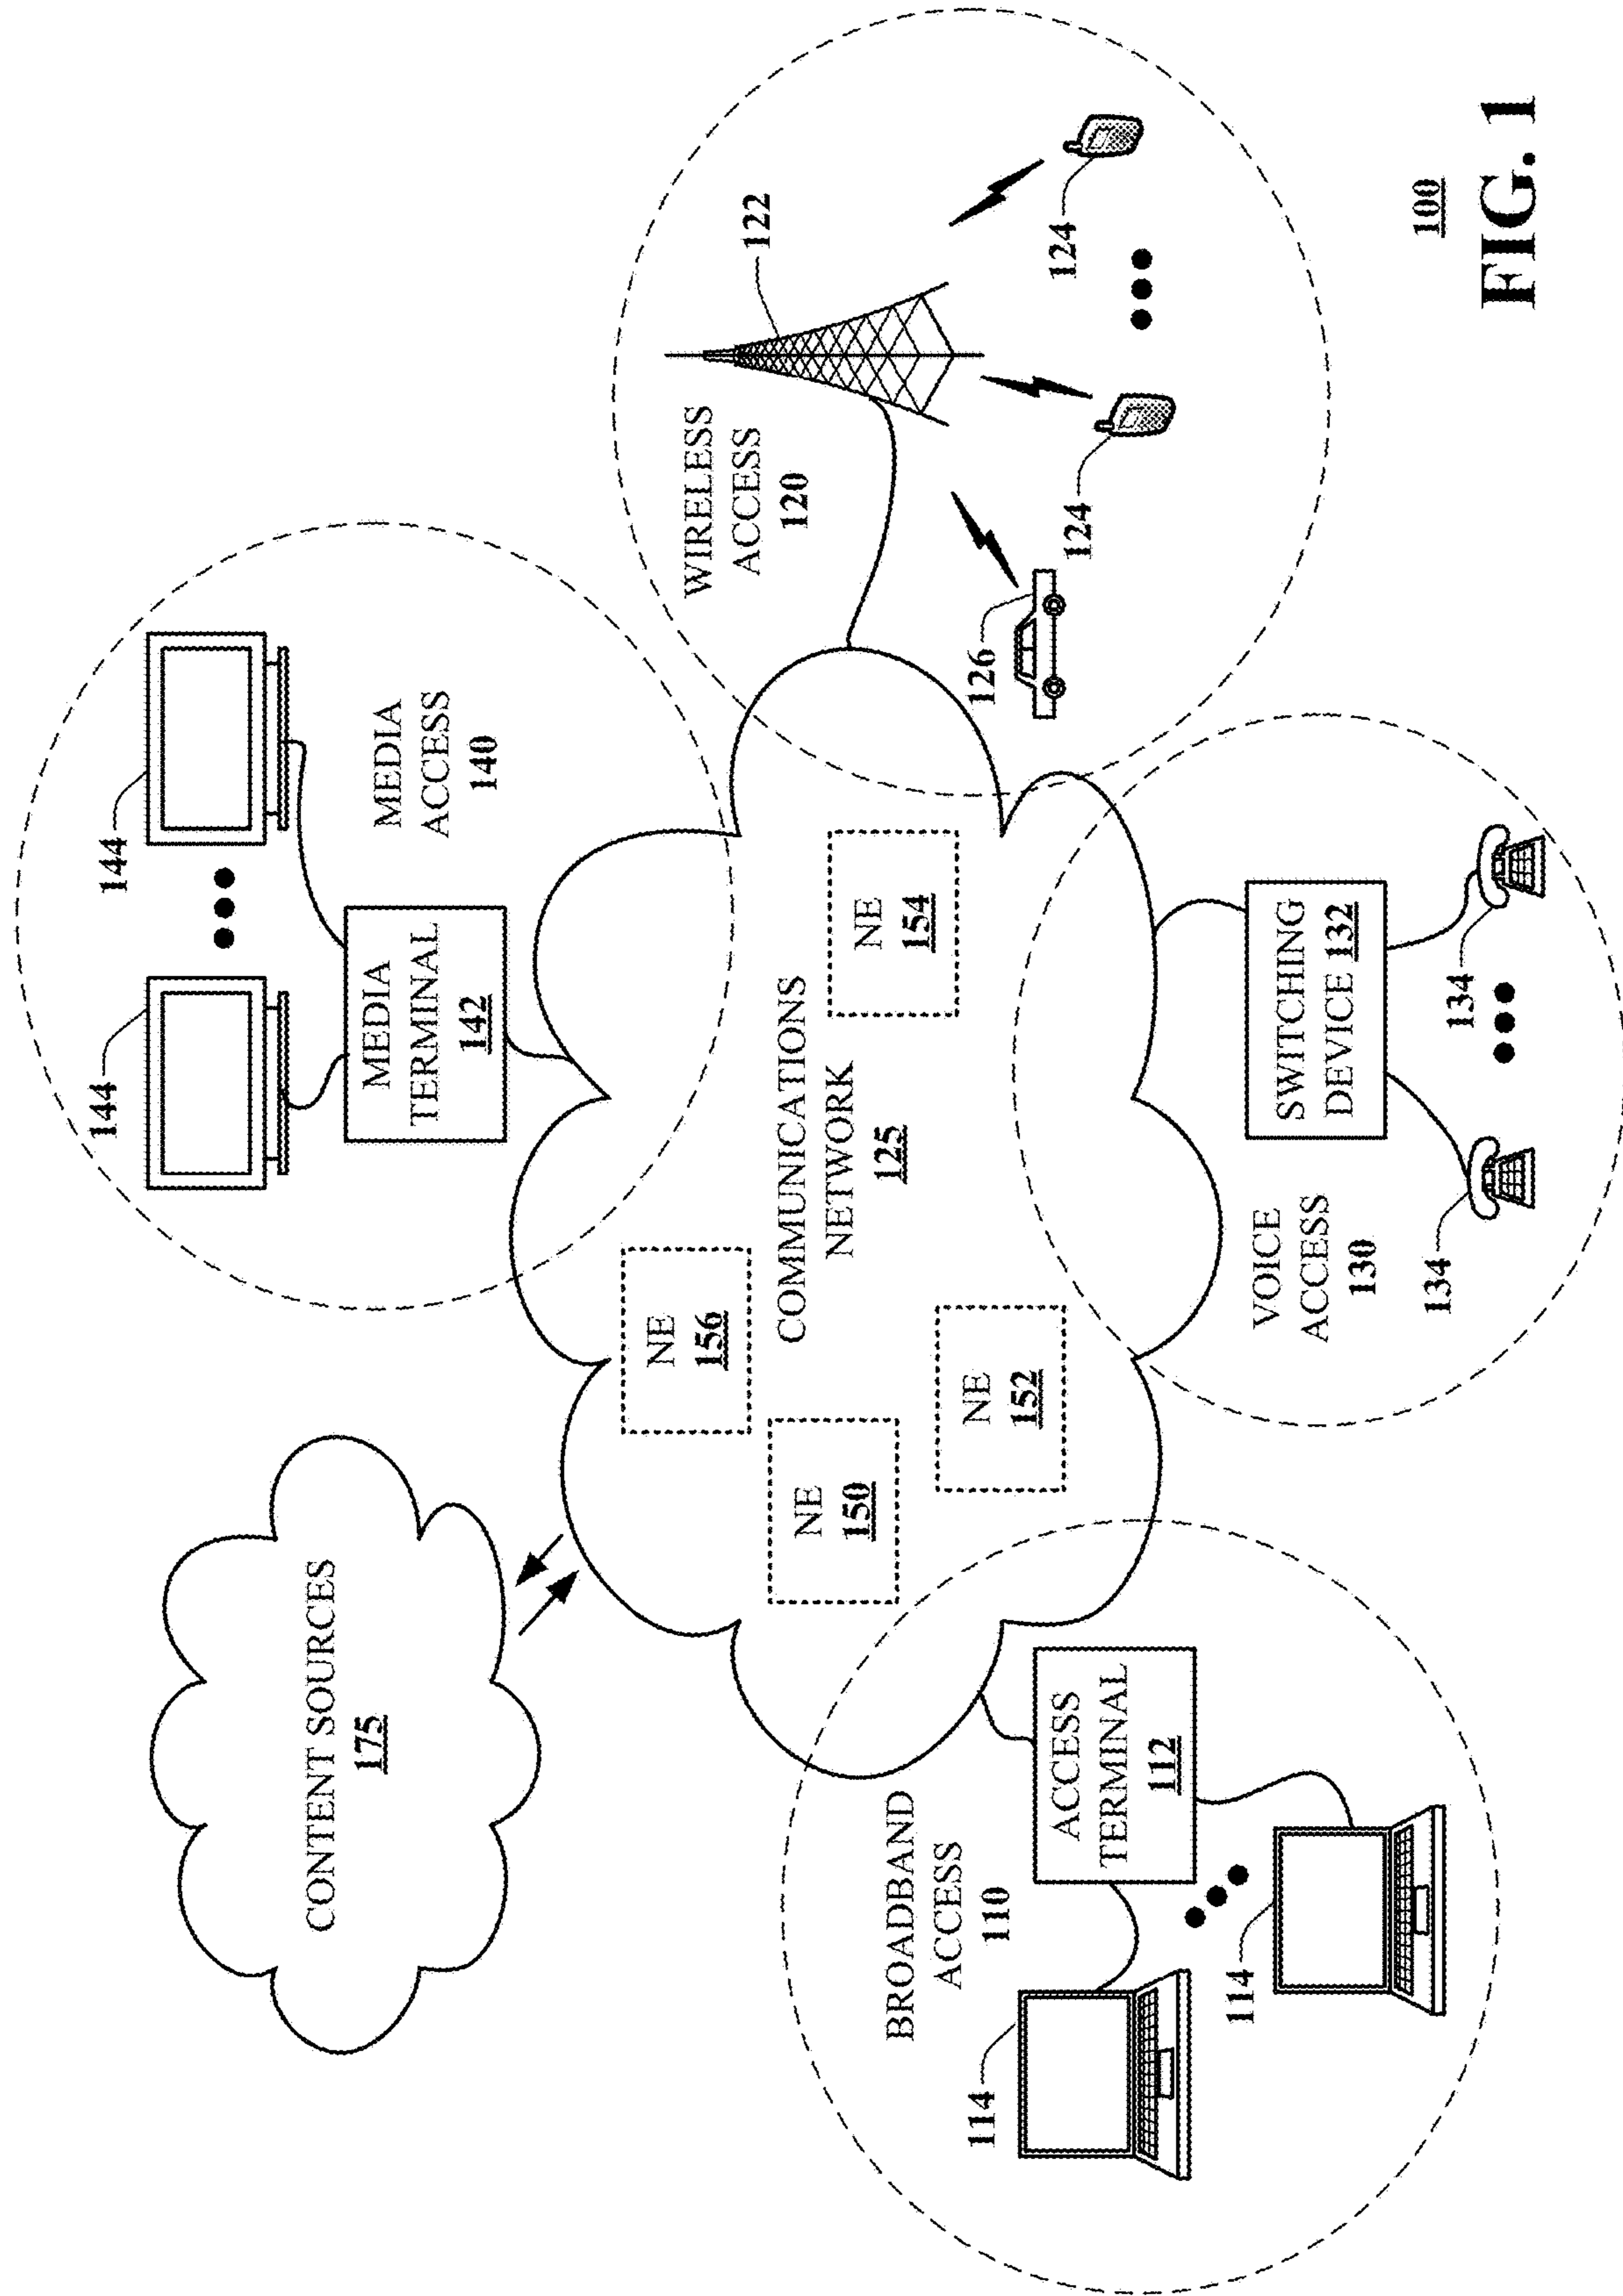 CONTENT SOURCES
175
144
144
MEDIA
TERMINAL
142
MEDIA
ACCESS
140
WIRELESS
ACCESS
120
122
124
124
126
NE
156
NE
150
NE
152
NE
154
COMMUNICATIONS
NETWORK
125
BROADBAND
ACCESS
110
ACCESS
TERMINAL
112
114
114
VOICE
ACCESS
130
SWITCHING
DEVICE 132
134
134
100
FIG. 1